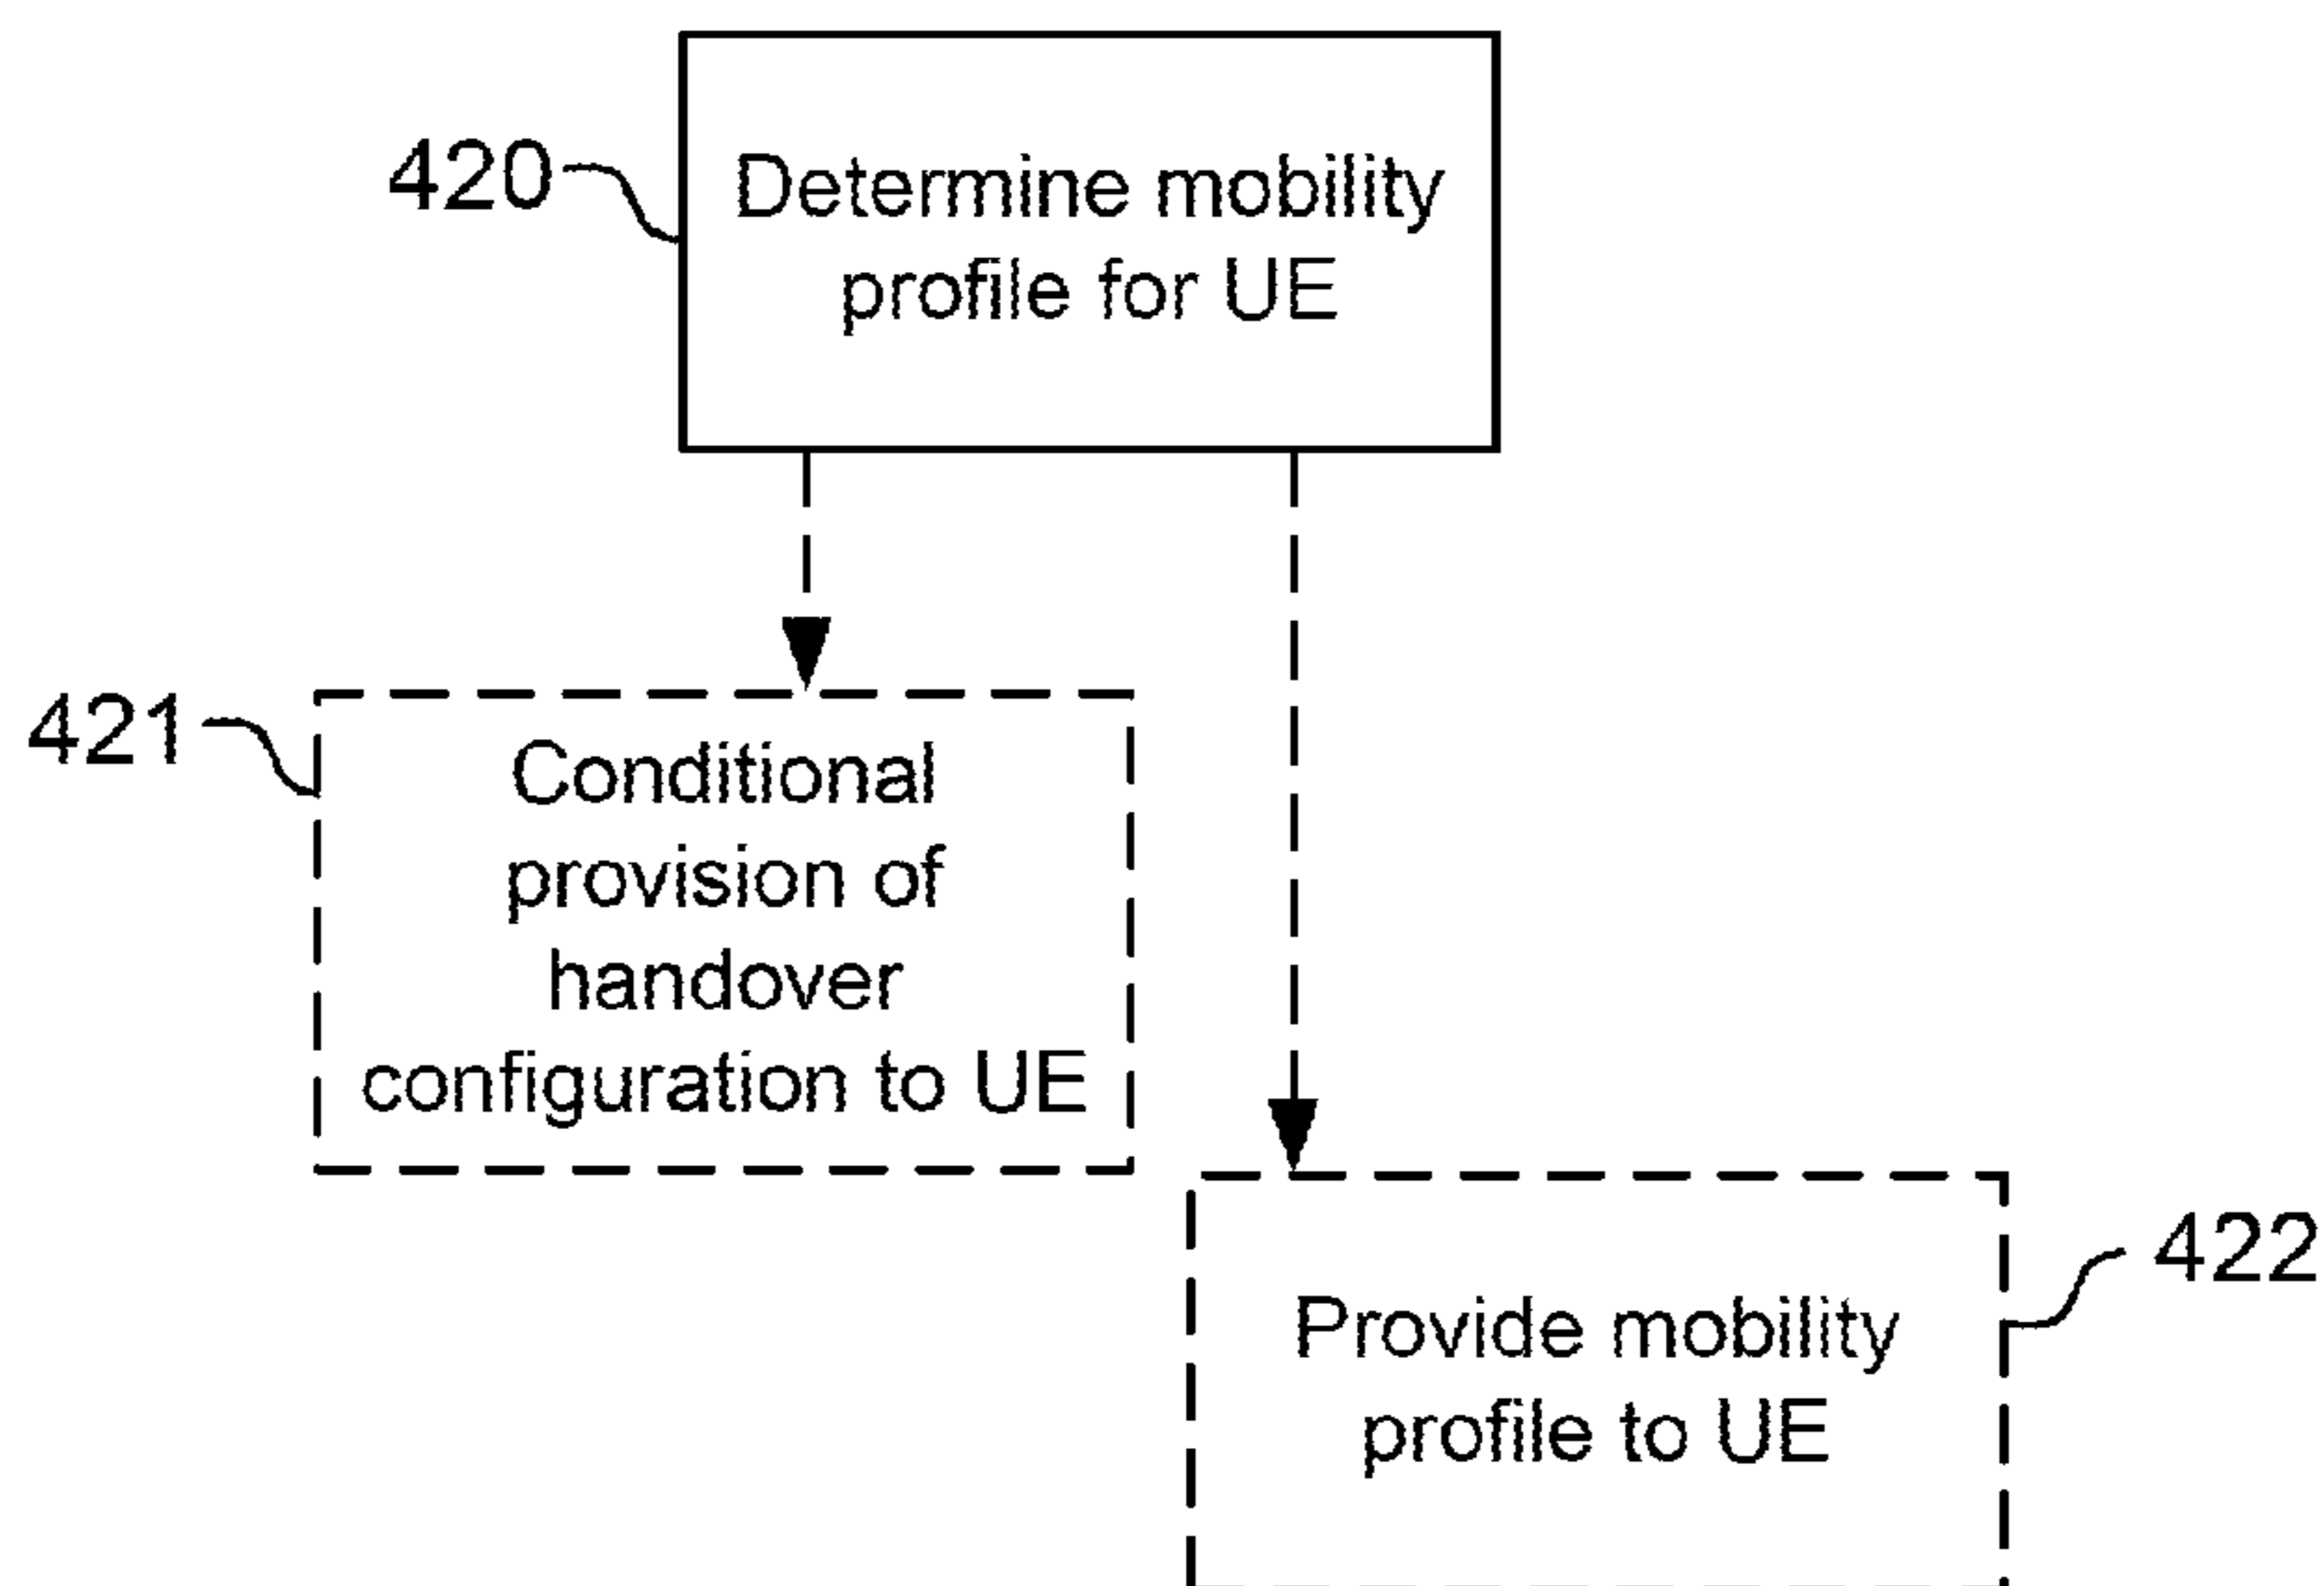 420
Determine mobility
profile for UE
421
Conditional
provision of
handover
configuration to UE
422
Provide mobility
profile to UE